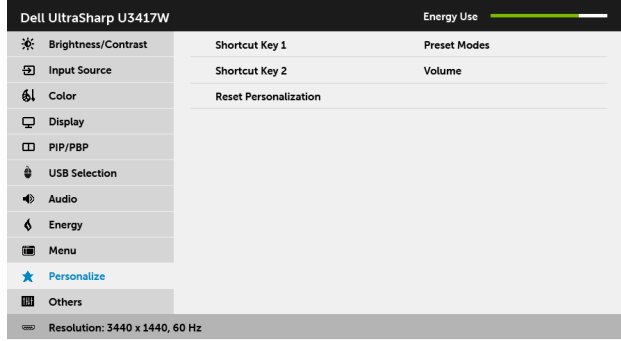 Dell UltraSharp U3417W Energy Use
Brightness/Contrast Shortcut Key 1 Preset Modes
Input Source Shortcut Key 2 Volume
Color Reset Personalization
Display
PIP/PBP
USB Selection
Audio
Energy
Menu
Personalize
Others
Resolution: 3440 x 1440, 60 Hz